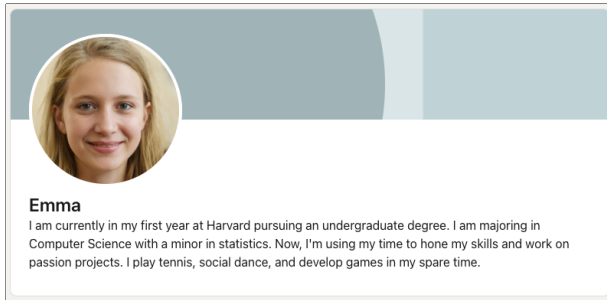 Emma
I am currently in my first year at Harvard pursuing an undergraduate degree. I am majoring in
Computer Science with a minor in statistics. Now, I'm using my time to hone my skills and work on
passion projects. I play tennis, social dance, and develop games in my spare time.